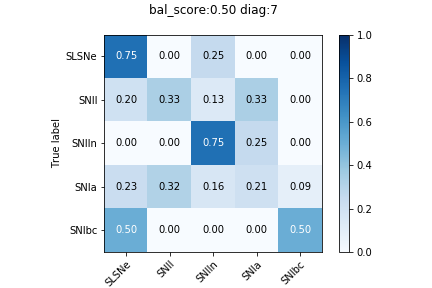 bal_score:0.50 diag:7
SLSNe 0.75 0.00 0.25 0.00 0.00
SNII 0.20 0.33 0.13 0.33 0.00
SNIIn 0.00 0.00 0.75 0.25 0.00
SNIa 0.23 0.32 0.16 0.21 0.09
SNIbc 0.50 0.00 0.00 0.00 0.50
SLSNe SNII SNIIn SNIa SNIbc
True label
1.0
0.8
0.6
0.4
0.2
0.0